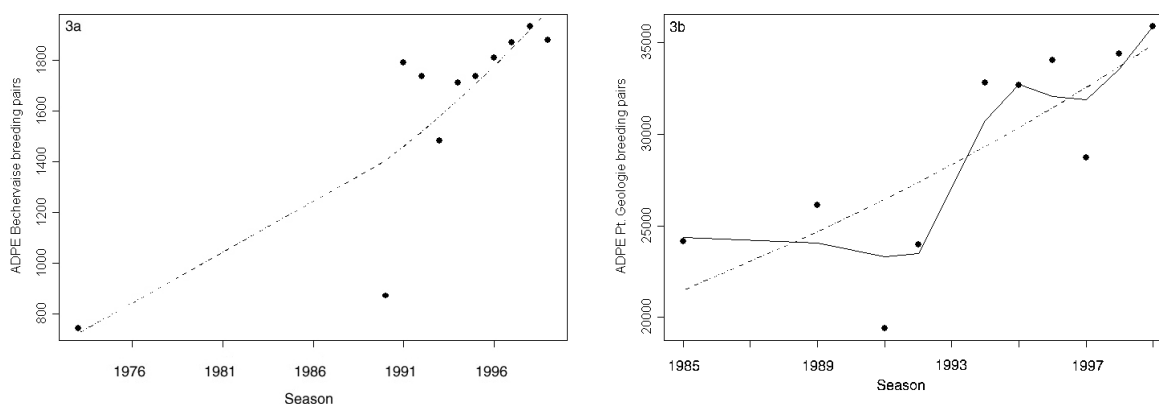 3a
ADPE Bechervaise breeding pairs
1800
1600
1400
1200
1000
800
1976 1981 1986 1991 1996
Season
3b
ADPE Pt. Geologie breeding pairs
35000
30000
25000
20000
1985 1989 1993 1997
Season